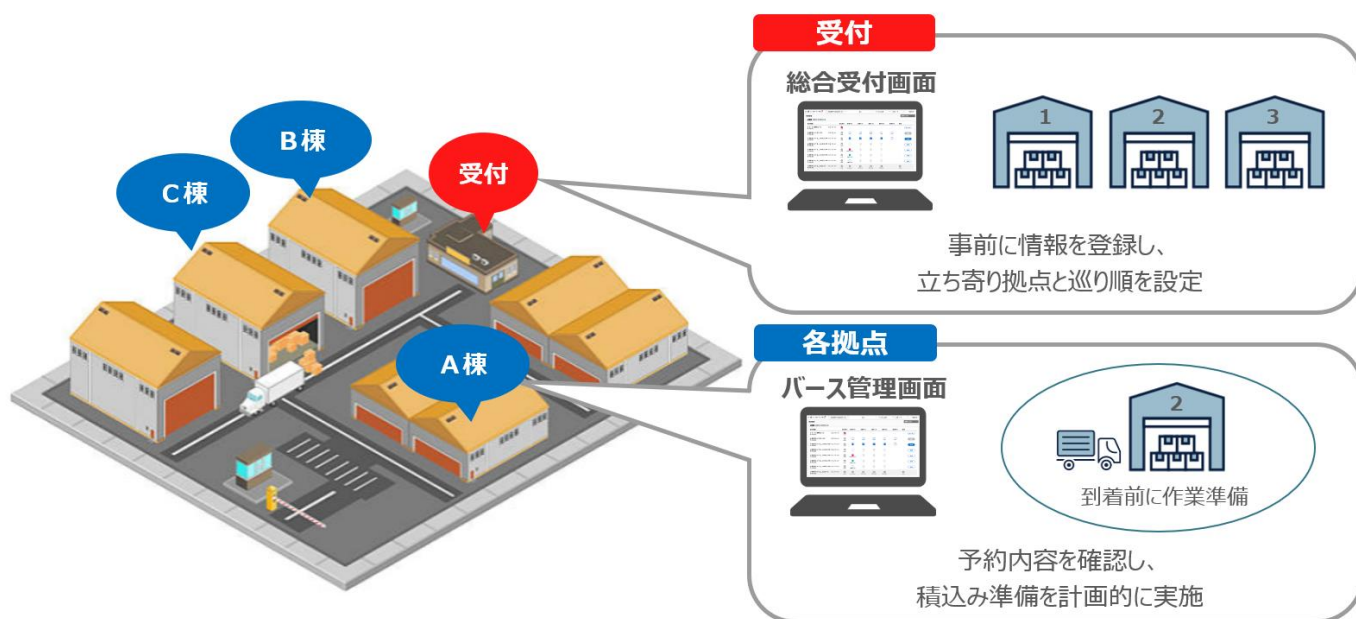 B棟
C棟
受付
A棟
受付
総合受付画面
1
2
3
事前に情報を登録し、
立ち寄り拠点と巡り順を設定
各拠点
バース管理画面
2
到着前に作業準備
予約内容を確認し、
積込み準備を計画的に実施